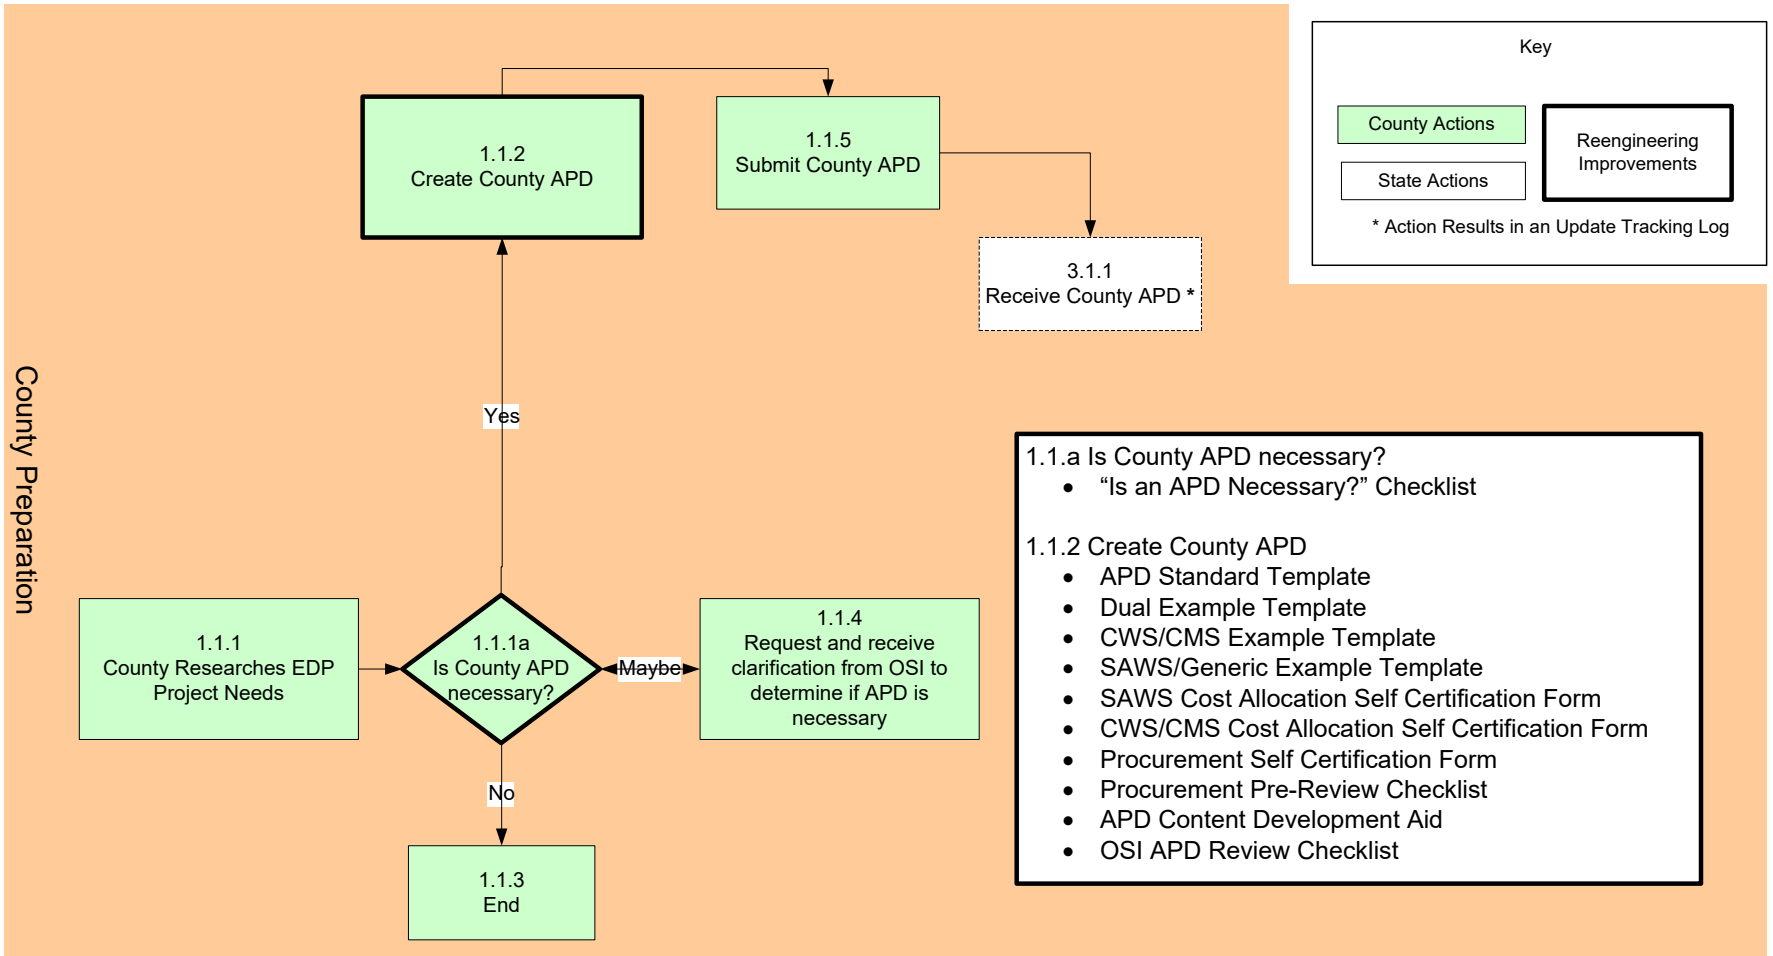 Key
County Actions
State Actions
Reengineering
Improvements
* Action Results in an Update Tracking Log
County Preparation
1.1.2
Create County APD
1.1.5
Submit County APD
3.1.1
Receive County APD *
Yes
1.1.1
County Researches EDP
Project Needs
1.1.1a
Is County APD
necessary?
Maybe
1.1.4
Request and receive
clarification from OSI to
determine if APD is
necessary
No
1.1.3
End
1.1.a Is County APD necessary?
• “Is an APD Necessary?” Checklist
1.1.2 Create County APD
• APD Standard Template
• Dual Example Template
• CWS/CMS Example Template
• SAWS/Generic Example Template
• SAWS Cost Allocation Self Certification Form
• CWS/CMS Cost Allocation Self Certification Form
• Procurement Self Certification Form
• Procurement Pre-Review Checklist
• APD Content Development Aid
• OSI APD Review Checklist